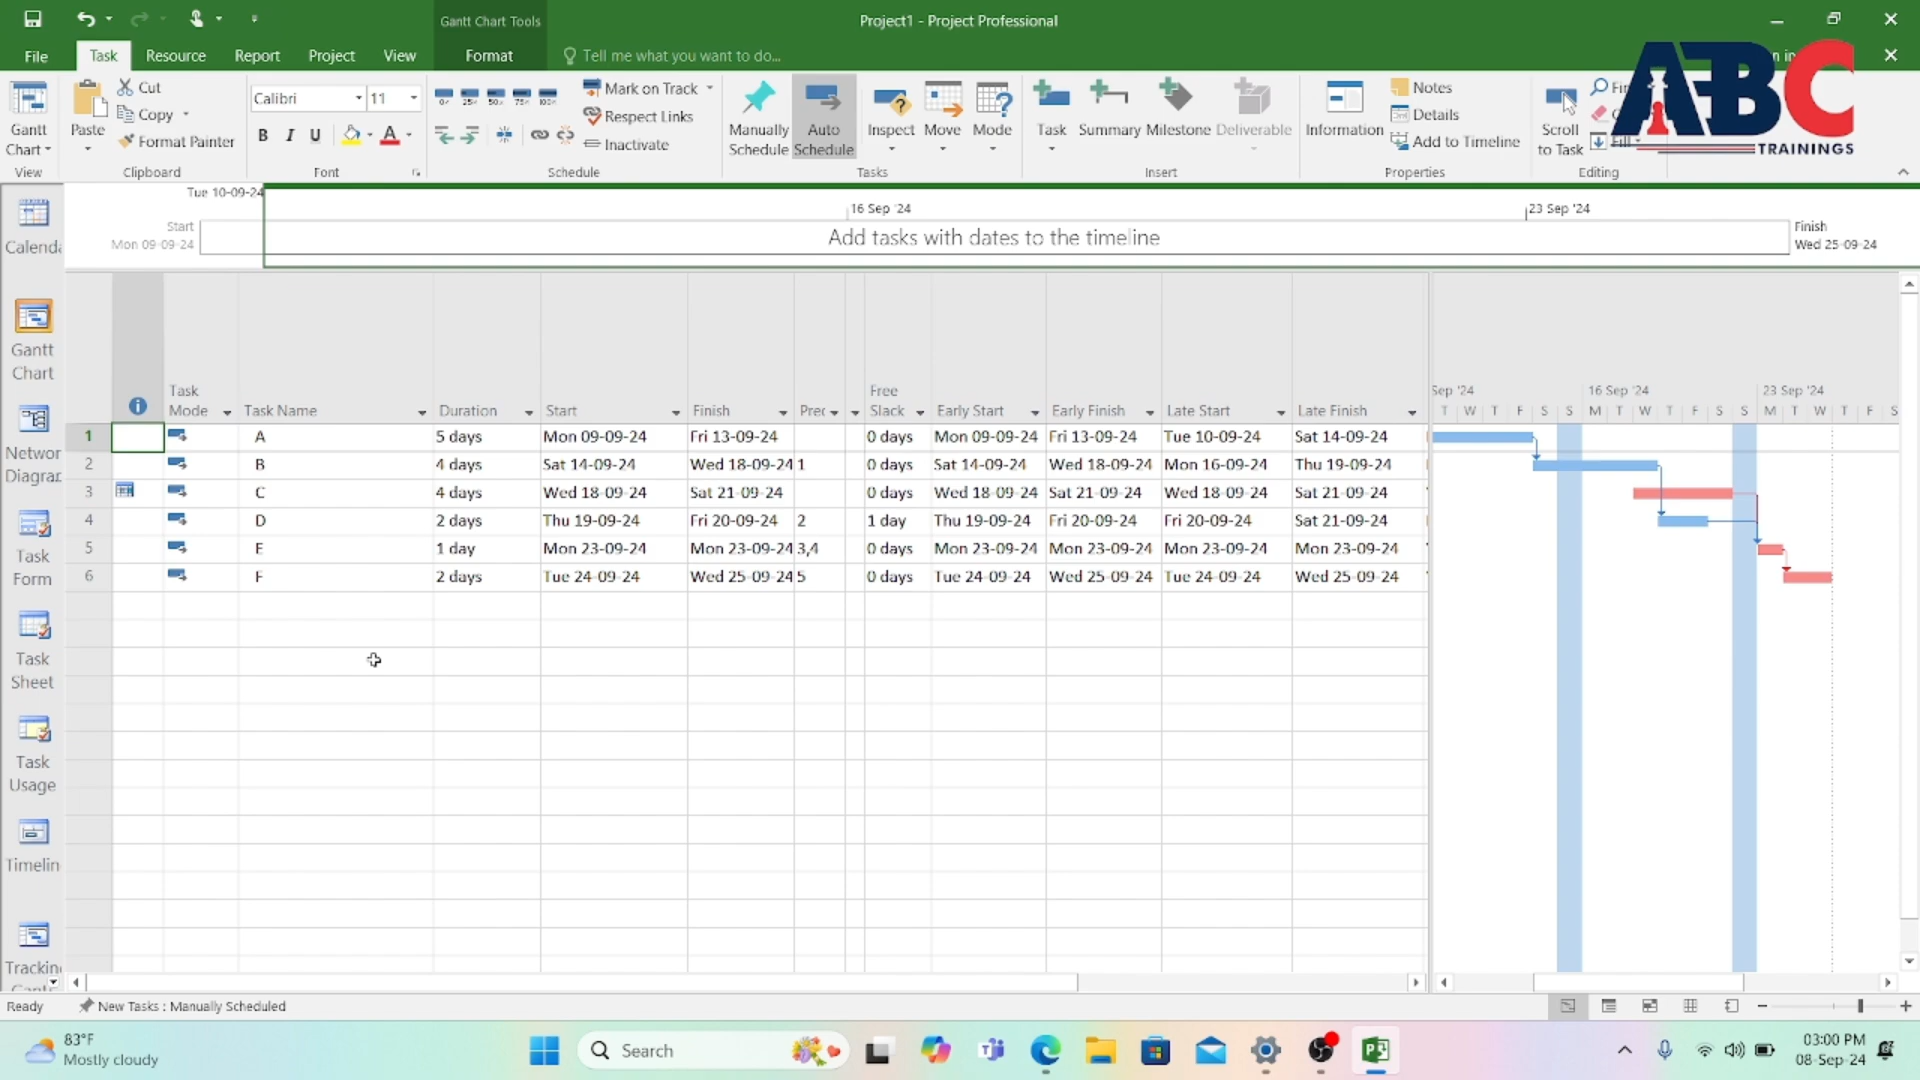 Gantt Chart Tools
Project1 - Project Professional
File Task Resource Report Project View Format Tell me what you want to do...
Gantt Chart
View
Paste
Cut
Copy
Format Painter
Clipboard
Calibri 11
B I U A
Font
Mark on Track
Respect Links
Inactivate
Schedule
Manually Schedule
Auto Schedule
Inspect
Move
Mode
Tasks
Task
Summary
Milestone
Deliverable
Insert
Information
Notes
Details
Add to Timeline
Properties
Scroll to Task
Fill
Editing
ABC
TRAININGS
Tue 10-09-24
16 Sep '24
23 Sep '24
Start
Mon 09-09-24
Add tasks with dates to the timeline
Finish
Wed 25-09-24
Calenda
Gantt Chart
Networ
Diagrar
Task Form
Task Sheet
Task Usage
Timelin
Trackin
Task Mode Task Name Duration Start Finish Prec Free Slack Early Start Early Finish Late Start Late Finish
Sep '24 16 Sep '24 23 Sep '24
T W T F S S M T W T F S S M T W T F S
1 A 5 days Mon 09-09-24 Fri 13-09-24 0 days Mon 09-09-24 Fri 13-09-24 Tue 10-09-24 Sat 14-09-24
2 B 4 days Sat 14-09-24 Wed 18-09-24 1 0 days Sat 14-09-24 Wed 18-09-24 Mon 16-09-24 Thu 19-09-24
3 C 4 days Wed 18-09-24 Sat 21-09-24 0 days Wed 18-09-24 Sat 21-09-24 Wed 18-09-24 Sat 21-09-24
4 D 2 days Thu 19-09-24 Fri 20-09-24 2 1 day Thu 19-09-24 Fri 20-09-24 Fri 20-09-24 Sat 21-09-24
5 E 1 day Mon 23-09-24 Mon 23-09-24 3,4 0 days Mon 23-09-24 Mon 23-09-24 Mon 23-09-24 Mon 23-09-24
6 F 2 days Tue 24-09-24 Wed 25-09-24 5 0 days Tue 24-09-24 Wed 25-09-24 Tue 24-09-24 Wed 25-09-24
Ready New Tasks : Manually Scheduled
83°F
Mostly cloudy
Search
03:00 PM
08-Sep-24